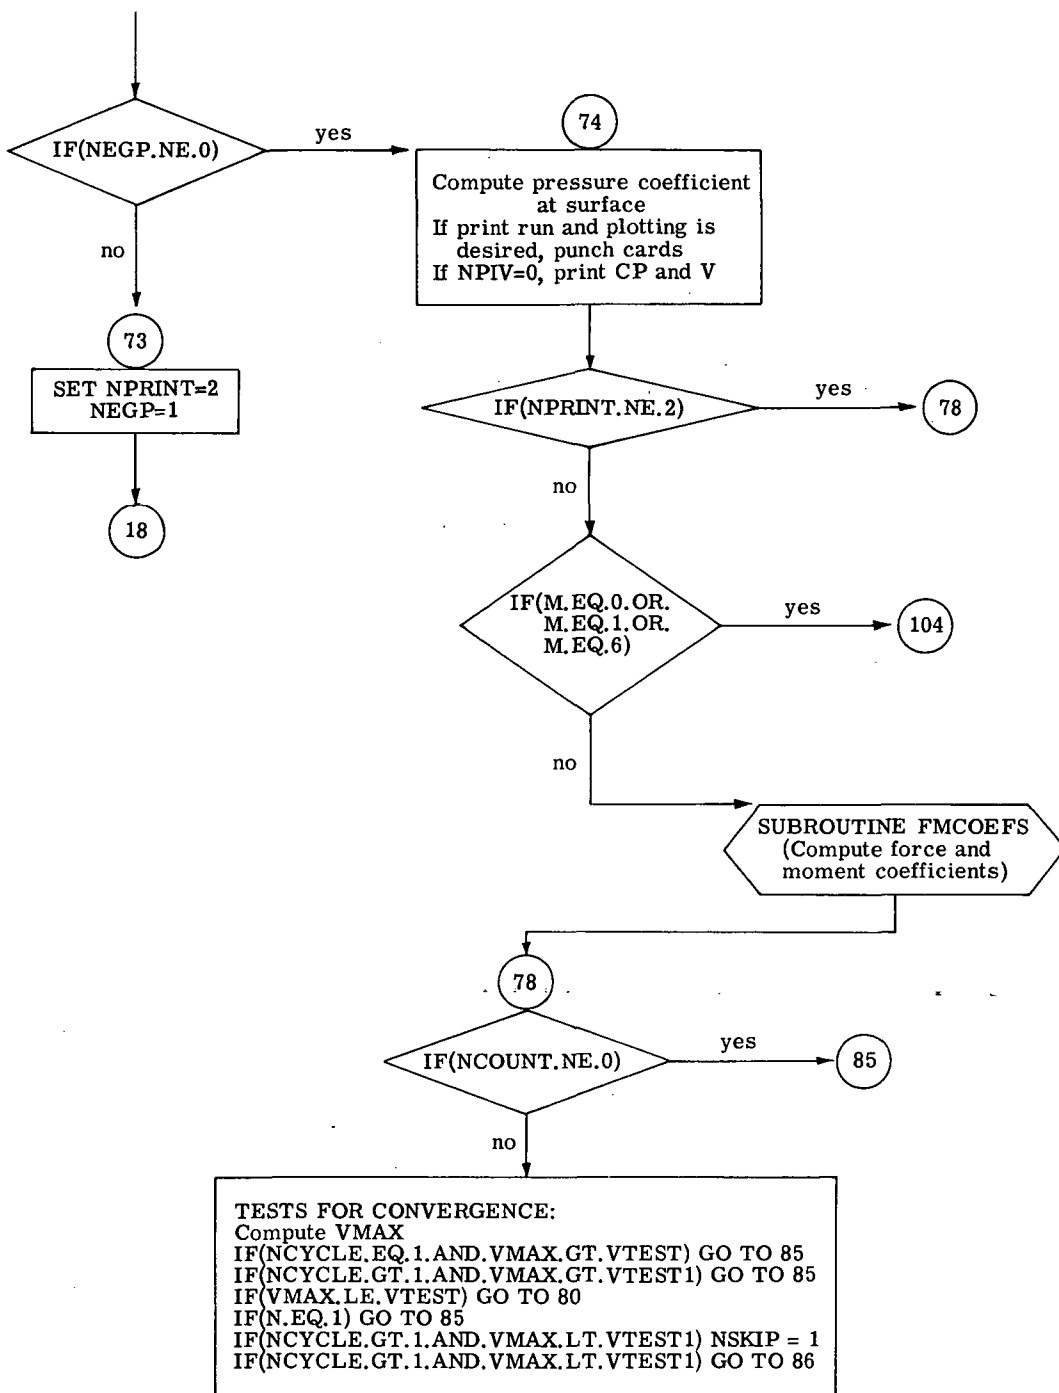 IF(NEGP.NE.0)
yes
no
74
Compute pressure coefficient
at surface
If print run and plotting is
desired, punch cards
If NPIV=0, print CP and V
73
SET NPRINT=2
NEGP=1
18
IF(NPRINT.NE.2)
yes
78
no
IF(M.EQ.0.OR.
M.EQ.1.OR.
M.EQ.6)
yes
104
no
SUBROUTINE FMCOEFS
(Compute force and
moment coefficients)
78
IF(NCOUNT.NE.0)
yes
85
no
TESTS FOR CONVERGENCE:
Compute VMAX
IF(NCYCLE.EQ.1.AND.VMAX.GT.VTEST) GO TO 85
IF(NCYCLE.GT.1.AND.VMAX.GT.VTEST1) GO TO 85
IF(VMAX.LE.VTEST) GO TO 80
IF(N.EQ.1) GO TO 85
IF(NCYCLE.GT.1.AND.VMAX.LT.VTEST1) NSKIP = 1
IF(NCYCLE.GT.1.AND.VMAX.LT.VTEST1) GO TO 86